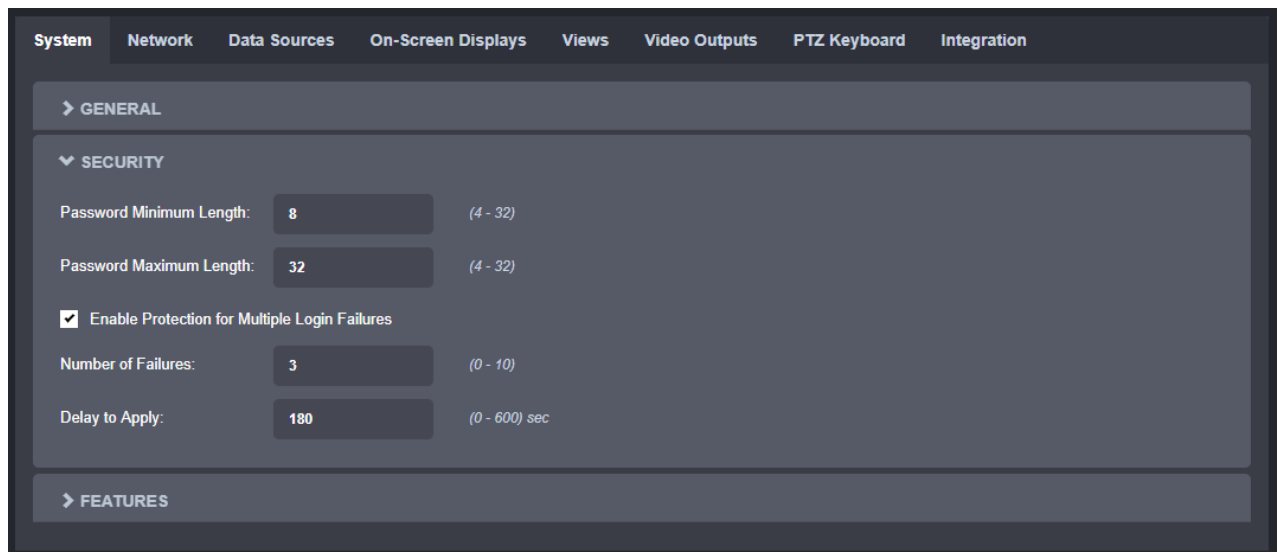 System Network Data Sources On-Screen Displays Views Video Outputs PTZ Keyboard Integration
GENERAL
SECURITY
Password Minimum Length: 8 (4 - 32)
Password Maximum Length: 32 (4 - 32)
Enable Protection for Multiple Login Failures
Number of Failures: 3 (0 - 10)
Delay to Apply: 180 (0 - 600) sec
FEATURES